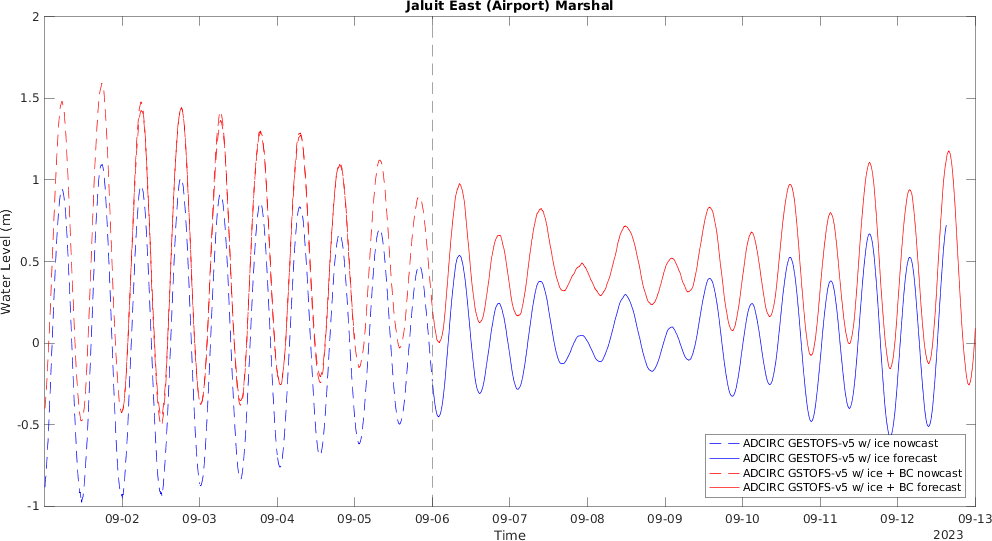 Jaluit East (Airport) Marshal
Water Level (m)
2
1.5
1
0.5
0
-0.5
-1
ADCIRC GESTOFS-v5 w/ ice nowcast
ADCIRC GESTOFS-v5 w/ ice forecast
ADCIRC GSTOFS-v5 w/ ice + BC nowcast
ADCIRC GSTOFS-v5 w/ ice + BC forecast
09-02 09-03 09-04 09-05 09-06 09-07 09-08 09-09 09-10 09-11 09-12 09-13
Time
2023